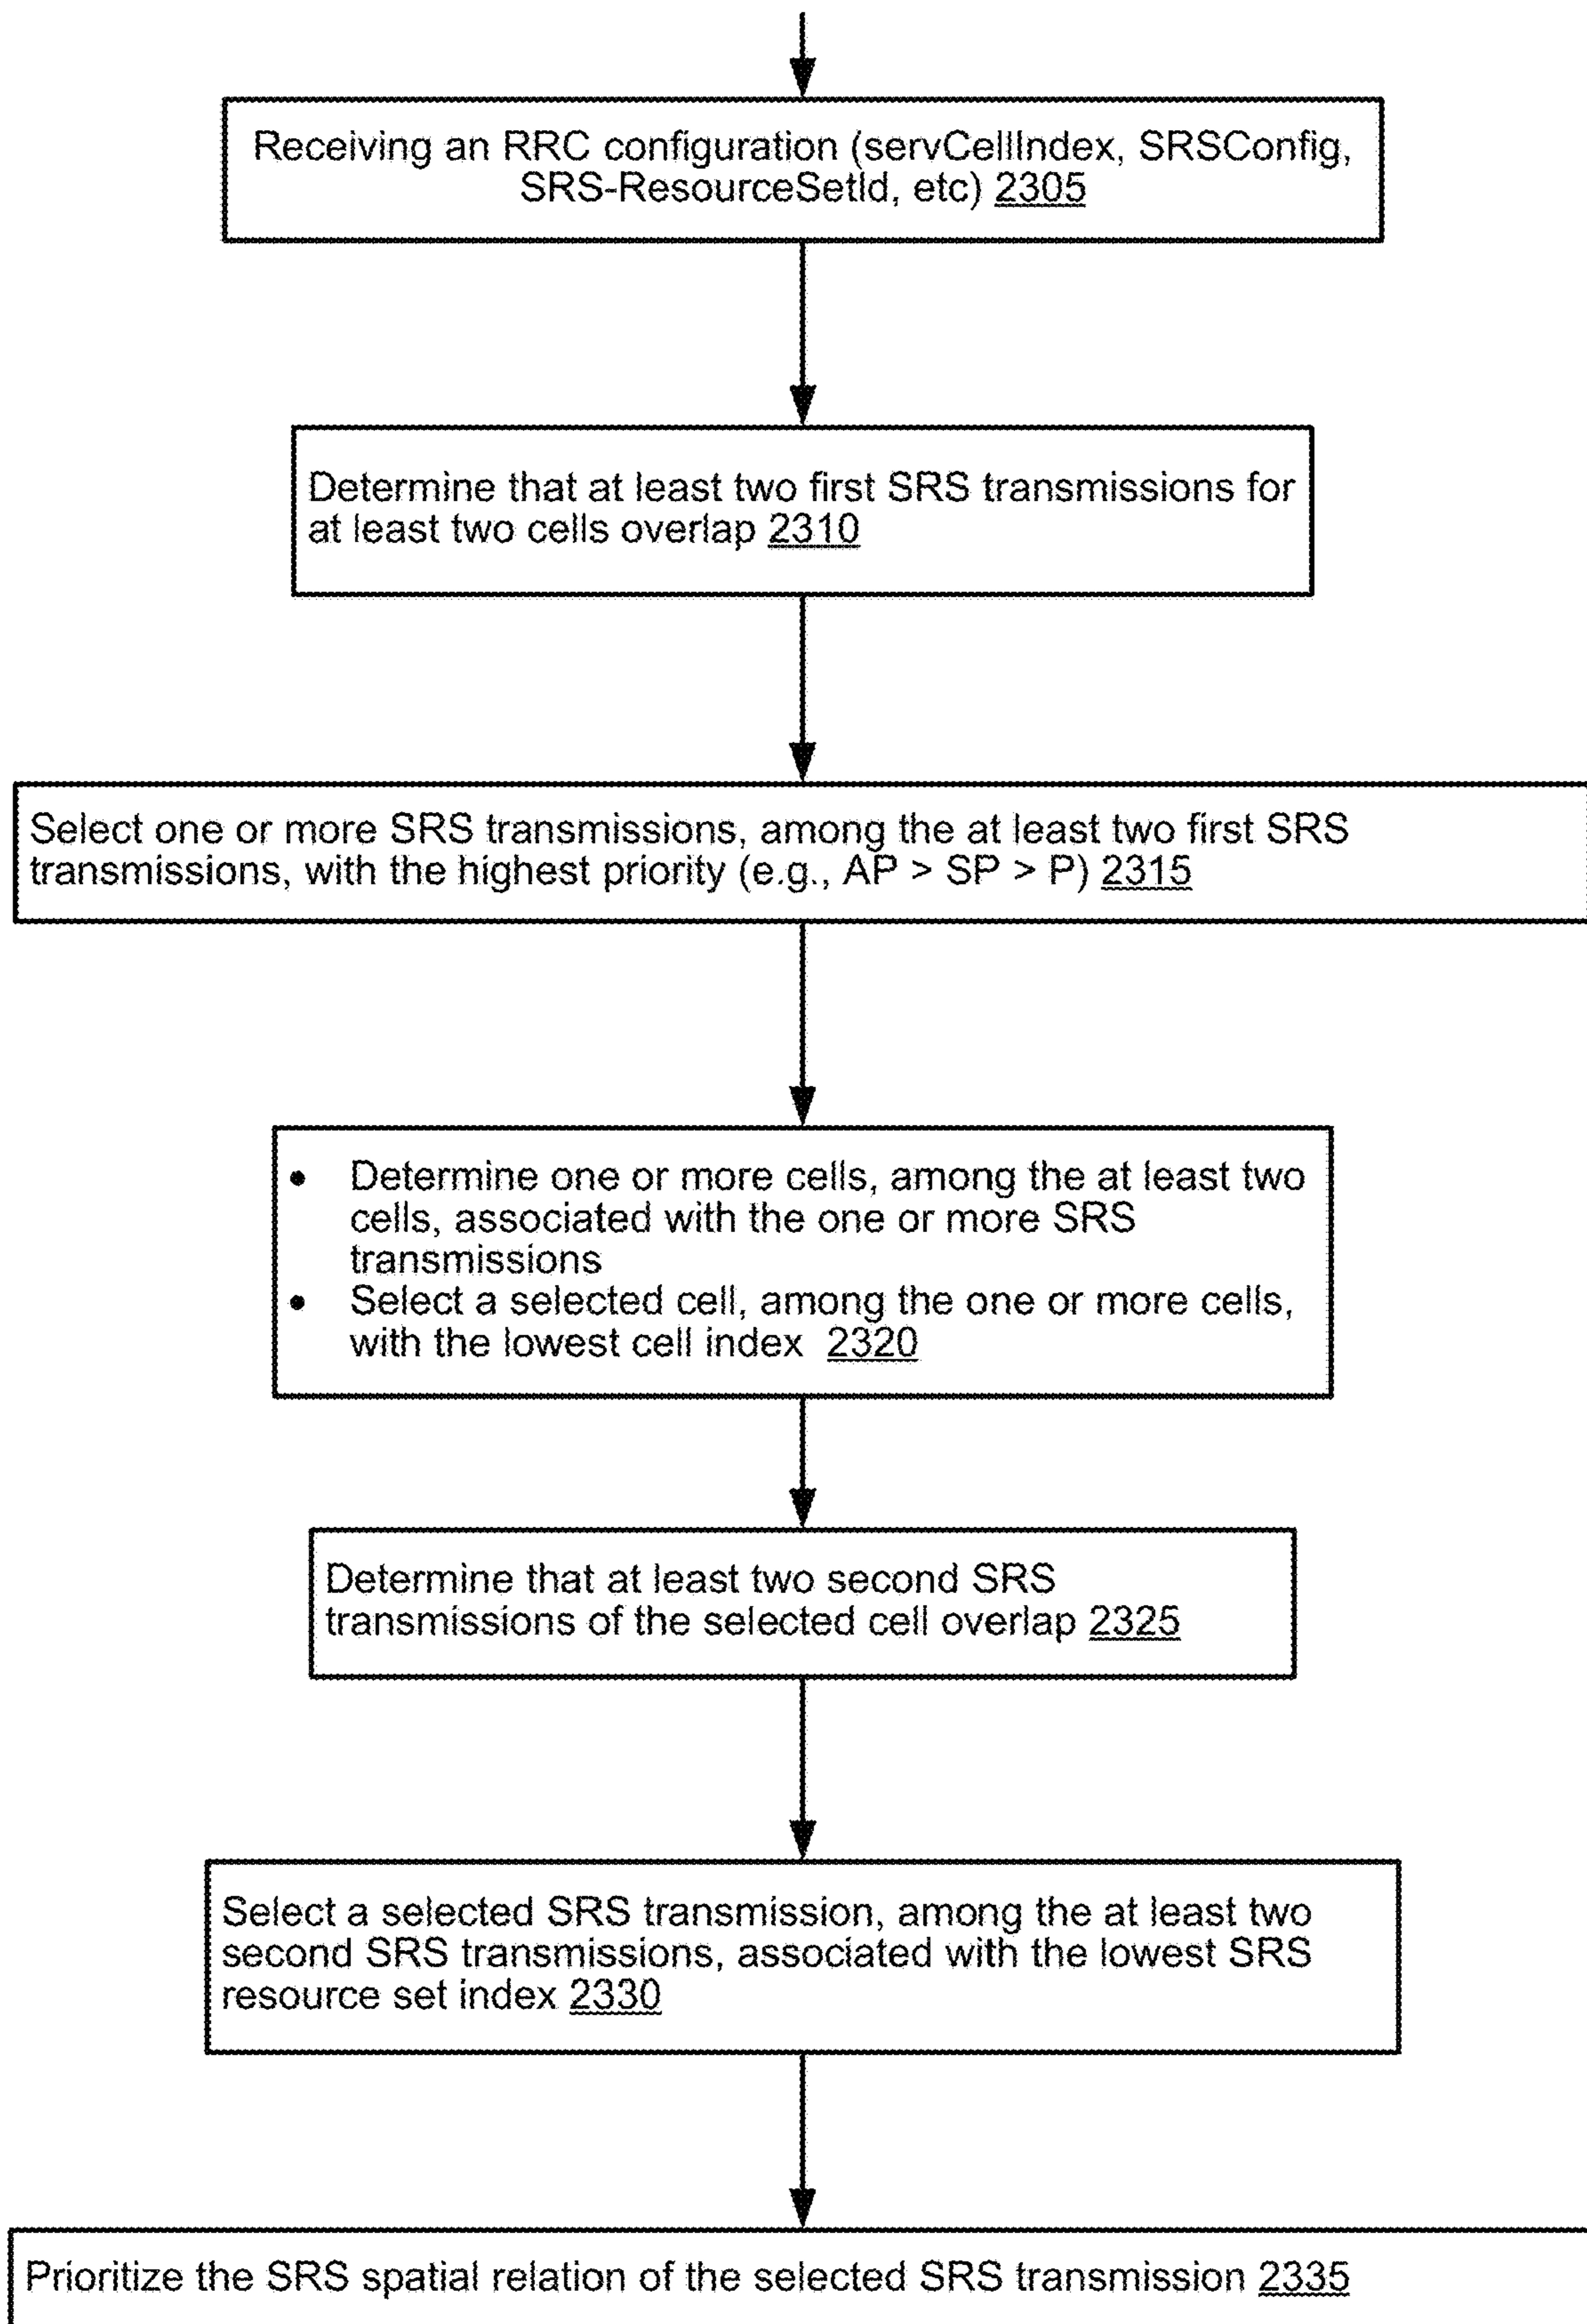 Receiving an RRC configuration (servCellIndex, SRSConfig,
SRS-ResourceSetId, etc) 2305
Determine that at least two first SRS transmissions for
at least two cells overlap 2310
Select one or more SRS transmissions, among the at least two first SRS
transmissions, with the highest priority (e.g., AP > SP > P) 2315
• Determine one or more cells, among the at least two
cells, associated with the one or more SRS
transmissions
• Select a selected cell, among the one or more cells,
with the lowest cell index 2320
Determine that at least two second SRS
transmissions of the selected cell overlap 2325
Select a selected SRS transmission, among the at least two
second SRS transmissions, associated with the lowest SRS
resource set index 2330
Prioritize the SRS spatial relation of the selected SRS transmission 2335